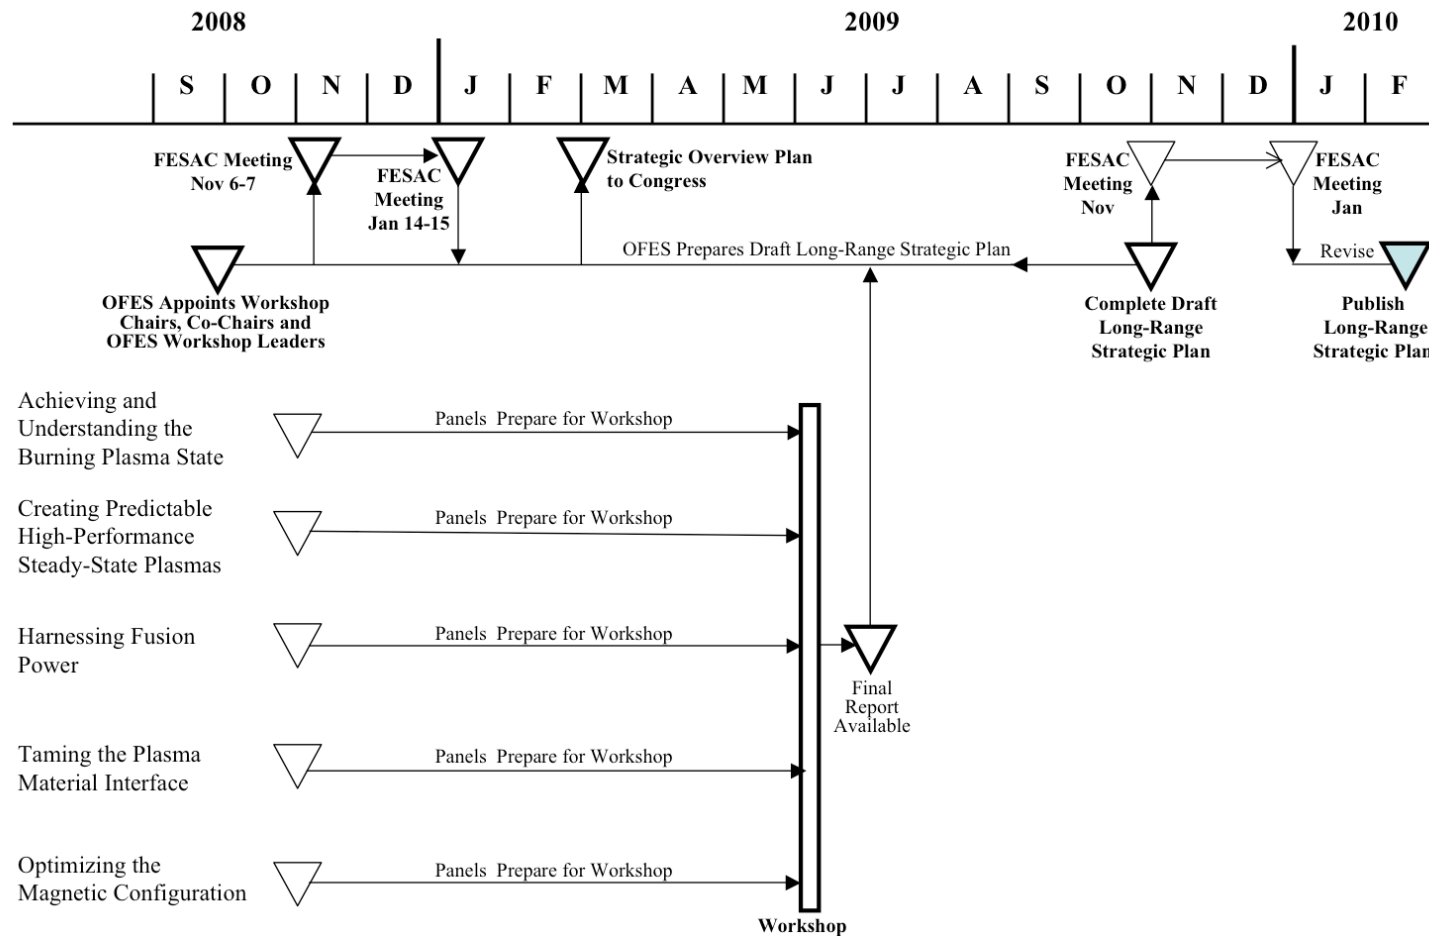 2008
2009
2010
S O N D J F M A M J J A S O N D J F
FESAC Meeting
Nov 6-7
FESAC
Meeting
Jan 14-15
Strategic Overview Plan
to Congress
FESAC
Meeting
Nov
FESAC
Meeting
Jan
OFES Prepares Draft Long-Range Strategic Plan
Revise
OFES Appoints Workshop
Chairs, Co-Chairs and
OFES Workshop Leaders
Complete Draft
Long-Range
Strategic Plan
Publish
Long-Range
Strategic Plan
Achieving and
Understanding the
Burning Plasma State
Panels Prepare for Workshop
Creating Predictable
High-Performance
Steady-State Plasmas
Panels Prepare for Workshop
Harnessing Fusion
Power
Panels Prepare for Workshop
Final
Report
Available
Taming the Plasma
Material Interface
Panels Prepare for Workshop
Optimizing the
Magnetic Configuration
Panels Prepare for Workshop
Workshop